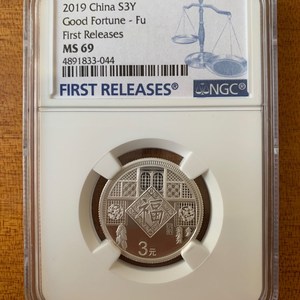 2019 China S3Y
Good Fortune - Fu
First Releases
MS 69
4891833-044
FIRST RELEASES®
NGC®
福
3元